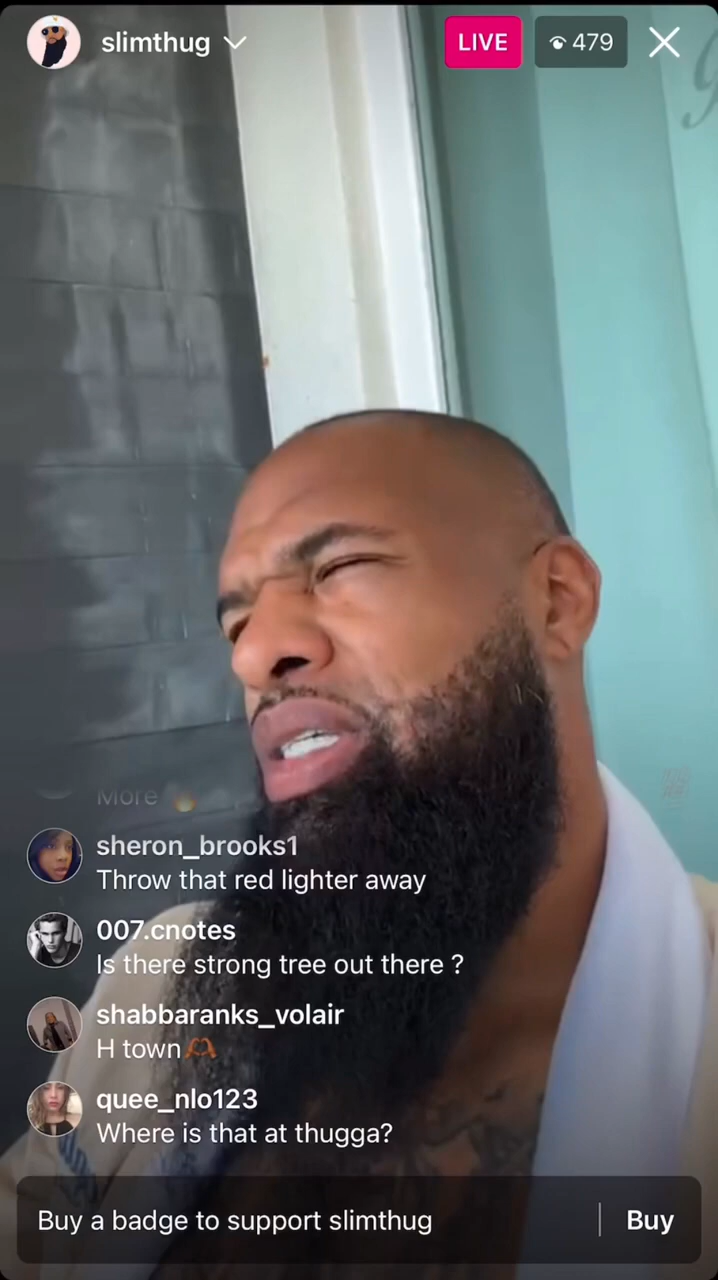 slimthug
LIVE
479
More 🔥
sheron_brooks1
Throw that red lighter away
007.cnotes
Is there strong tree out there ?
shabbaranks_volair
H town🫶🏾
quee_nlo123
Where is that at thugga?
Buy a badge to support slimthug | Buy